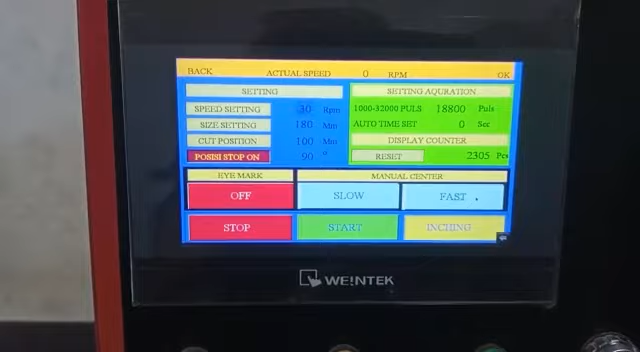 BACK ACTUAL SPEED 0 RPM OK
SETTING SETTING AQURATION
SPEED SETTING 30 Rpm 1000-32000 PULS 18800 Puls
SIZE SETTING 180 Mm AUTO TIME SET 0 Sec
CUT POSITION 100 Mm DISPLAY COUNTER
POSISI STOP ON 90 ° RESET 2305 Pcs
EYE MARK MANUAL CENTER
OFF SLOW FAST
STOP START INCHING
WEINTEK